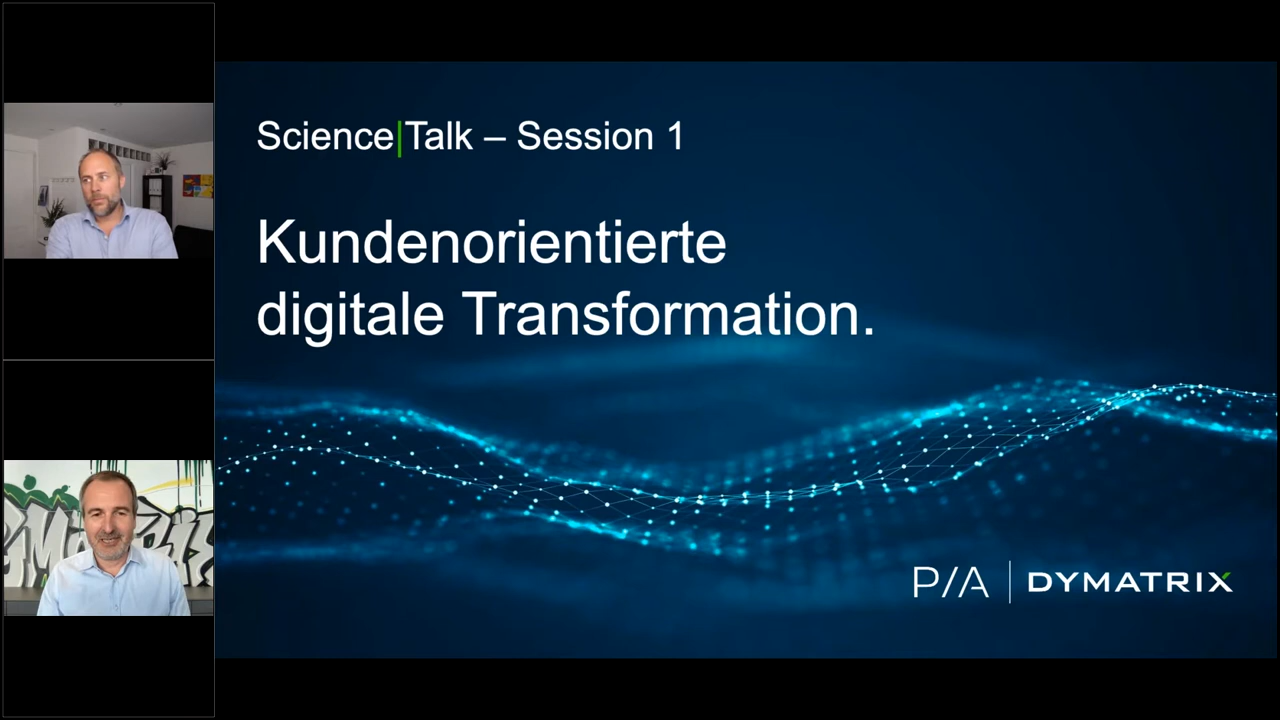 Science|Talk – Session 1
Kundenorientierte
digitale Transformation.
P/A | DYMATRIX